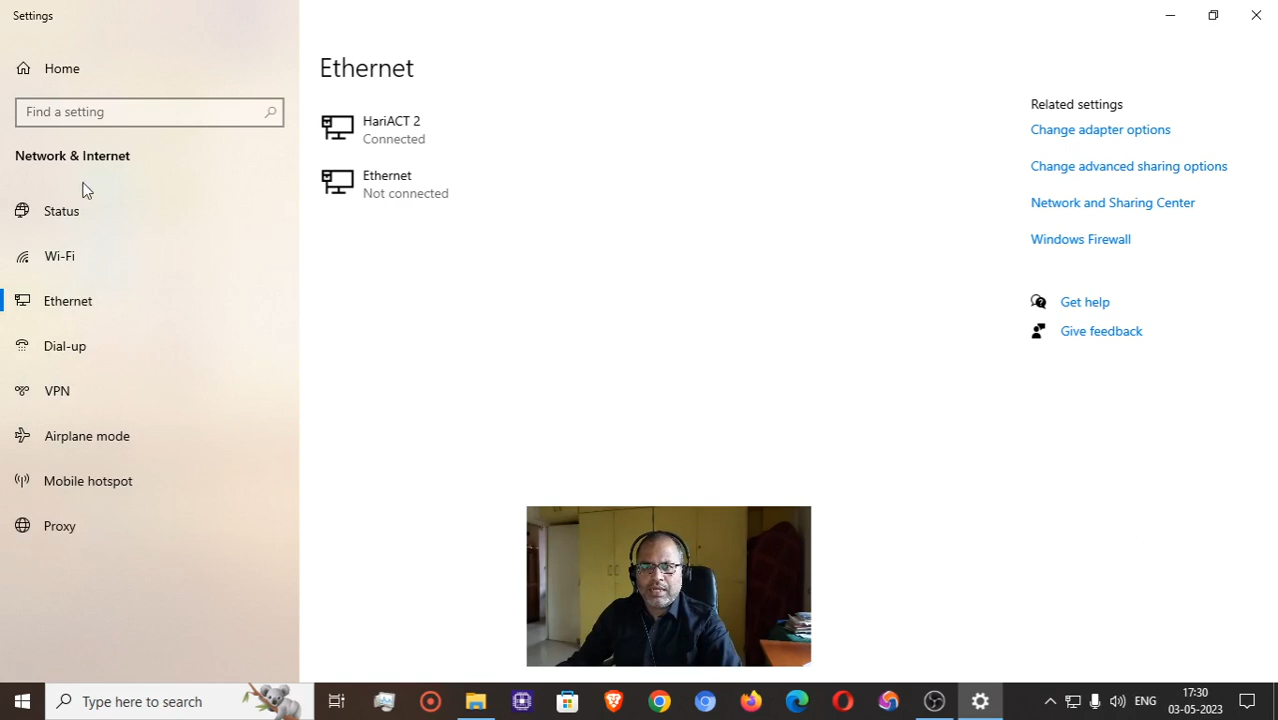 Settings
Home
Find a setting
Network & Internet
Status
Wi-Fi
Ethernet
Dial-up
VPN
Airplane mode
Mobile hotspot
Proxy
Ethernet
HariACT 2
Connected
Ethernet
Not connected
Related settings
Change adapter options
Change advanced sharing options
Network and Sharing Center
Windows Firewall
Get help
Give feedback
Type here to search
ENG
17:30
03-05-2023